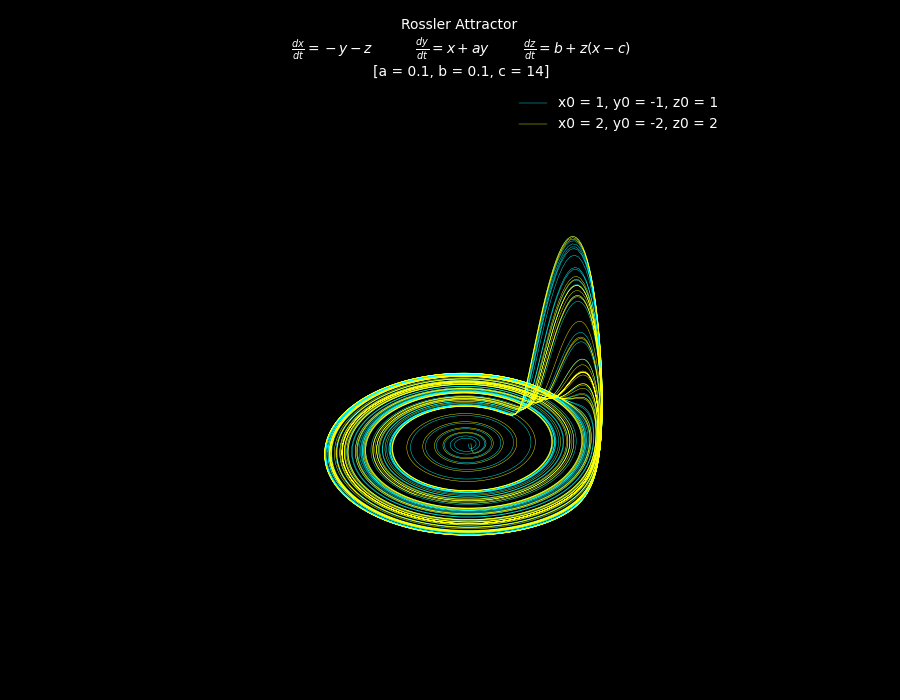 Rossler Attractor
dx/dt = −y − z    dy/dt = x + ay    dz/dt = b + z(x − c)
[a = 0.1, b = 0.1, c = 14]
x0 = 1, y0 = -1, z0 = 1
x0 = 2, y0 = -2, z0 = 2